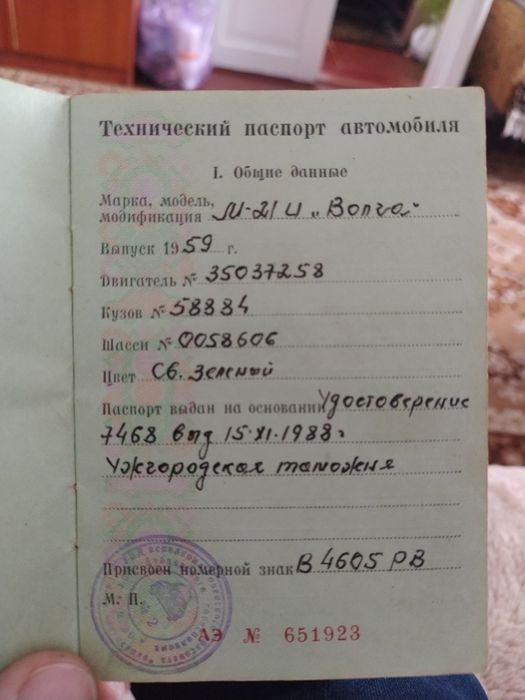 Технический паспорт автомобиля
I. Общие данные
Марка, модель,
модификация М-21 И „Волга"
Выпуск 1959 г.
Двигатель № 35037258
Кузов № 58884
Шасси № 0058606
Цвет Св. зеленый
Паспорт выдан на основании Удостоверение
7468 выд 15.XI.1988г
Ужгородская таможня
Присвоен номерной знак В 4605 РВ
М. П.
АЭ № 651923